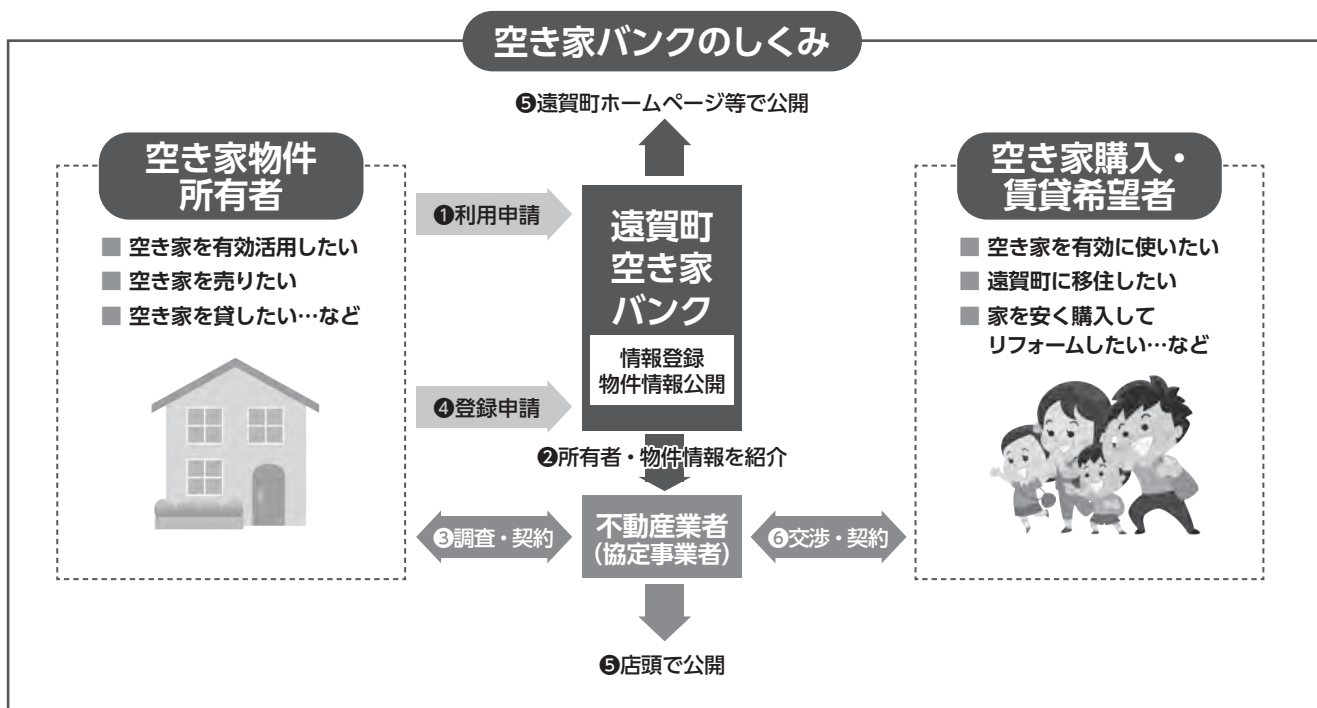 空き家バンクのしくみ
❺遠賀町ホームページ等で公開
空き家物件
所有者
■ 空き家を有効活用したい
■ 空き家を売りたい
■ 空き家を貸したい…など
❶利用申請
❹登録申請
遠賀町
空き家
バンク
情報登録
物件情報公開
❷所有者・物件情報を紹介
❸調査・契約
不動産業者
(協定事業者)
❻交渉・契約
❺店頭で公開
空き家購入・
賃貸希望者
■ 空き家を有効に使いたい
■ 遠賀町に移住したい
■ 家を安く購入して
リフォームしたい…など